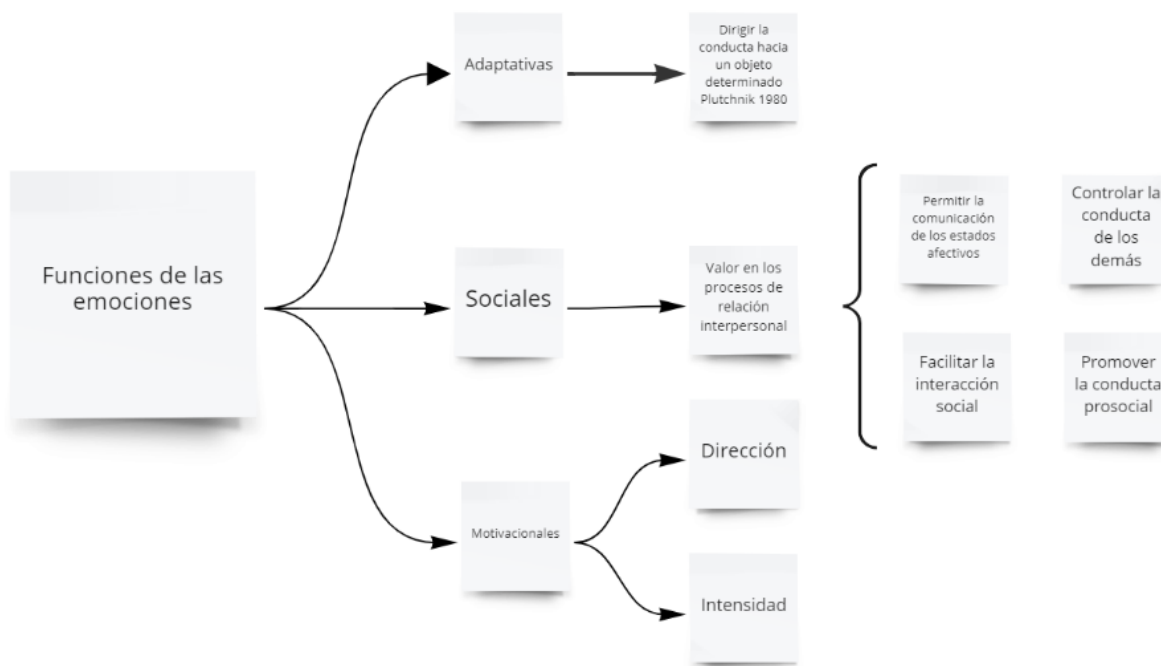 Funciones de las
emociones
Adaptativas
Dirigir la
conducta hacia
un objeto
determinado
Plutchnik 1980
Sociales
Valor en los
procesos de
relación
interpersonal
Permitir la
comunicación
de los estados
afectivos
Controlar la
conducta
de los
demás
Facilitar la
interacción
social
Promover
la conducta
prosocial
Motivacionales
Dirección
Intensidad